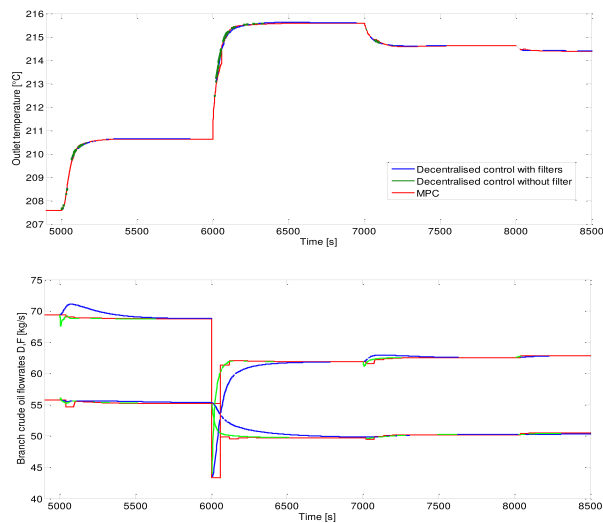 216
215
214
213
212
211
210
209
208
207
Outlet temperature [°C]
5000 5500 6000 6500 7000 7500 8000 8500
Time [s]
Decentralised control with filters
Decentralised control without filter
MPC
75
70
65
60
55
50
45
40
Branch crude oil flowrates D,F [kg/s]
5000 5500 6000 6500 7000 7500 8000 8500
Time [s]